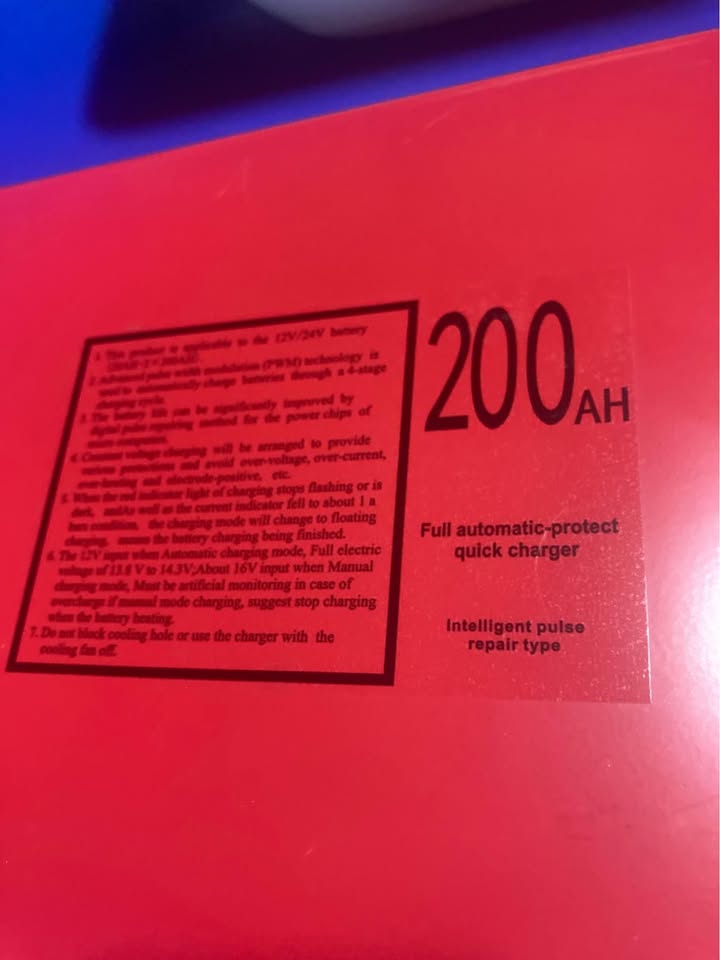 1. This product is applicable to the 12V/24V battery
2. Advanced pulse width modulation (PWM) technology is
used to automatically charge batteries through a 4-stage
charging cycle.
3. The battery life can be significantly improved by
digital pulse repairing method for the power chips of
4. Constant voltage charging will be arranged to provide
various protections and avoid over-voltage, over-current,
over-heating and electrode-positive, etc.
5. When the red indicator light of charging stops flashing or is
dark, as well as the current indicator fell to about 1 a
condition, the charging mode will change to floating
charging, means the battery charging being finished.
6. The 12V input when Automatic charging mode, Full electric
voltage of 13.8 V to 14.3V;About 16V input when Manual
charging mode, Must be artificial monitoring in case of
overcharge if manual mode charging, suggest stop charging
when the battery heating.
7. Do not block cooling hole or use the charger with the
cooling fan off.
200AH
Full automatic-protect
quick charger
Intelligent pulse
repair type